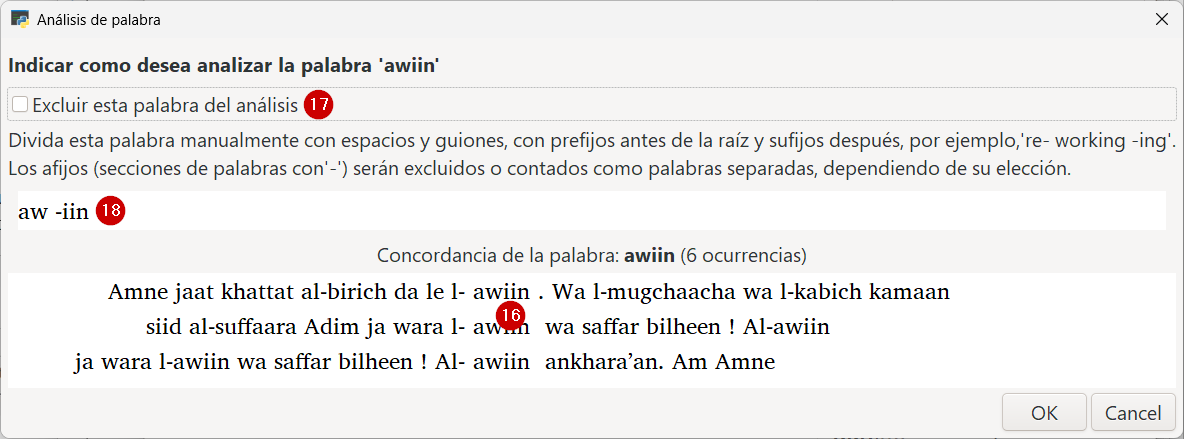 Análisis de palabra
Indicar como desea analizar la palabra 'awiin'
Excluir esta palabra del análisis 17
Divida esta palabra manualmente con espacios y guiones, con prefijos antes de la raíz y sufijos después, por ejemplo,'re- working -ing'.
Los afijos (secciones de palabras con'-') serán excluidos o contados como palabras separadas, dependiendo de su elección.
aw -iin 18
Concordancia de la palabra: awiin (6 ocurrencias)
Amne jaat khattat al-birich da le l- awiin . Wa l-mugchaacha wa l-kabich kamaan
16
siid al-suffaara Adim ja wara l- awiin wa saffar bilheen ! Al-awiin
ja wara l-awiin wa saffar bilheen ! Al- awiin ankhara’an. Am Amne
OK Cancel